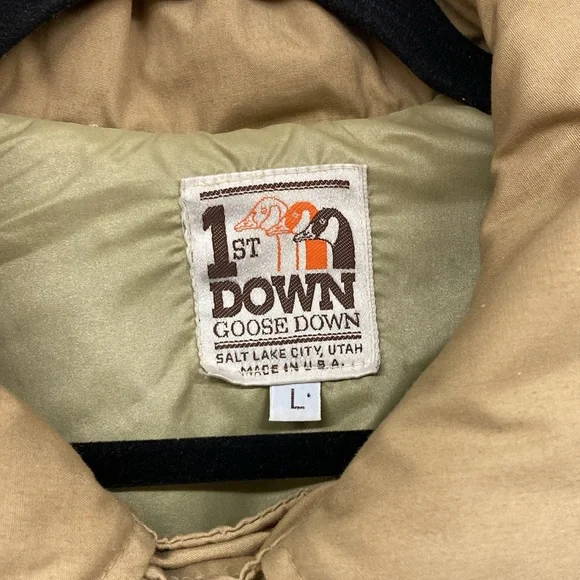 1ST
DOWN
GOOSE DOWN
SALT LAKE CITY, UTAH
MADE IN U.S.A.
L